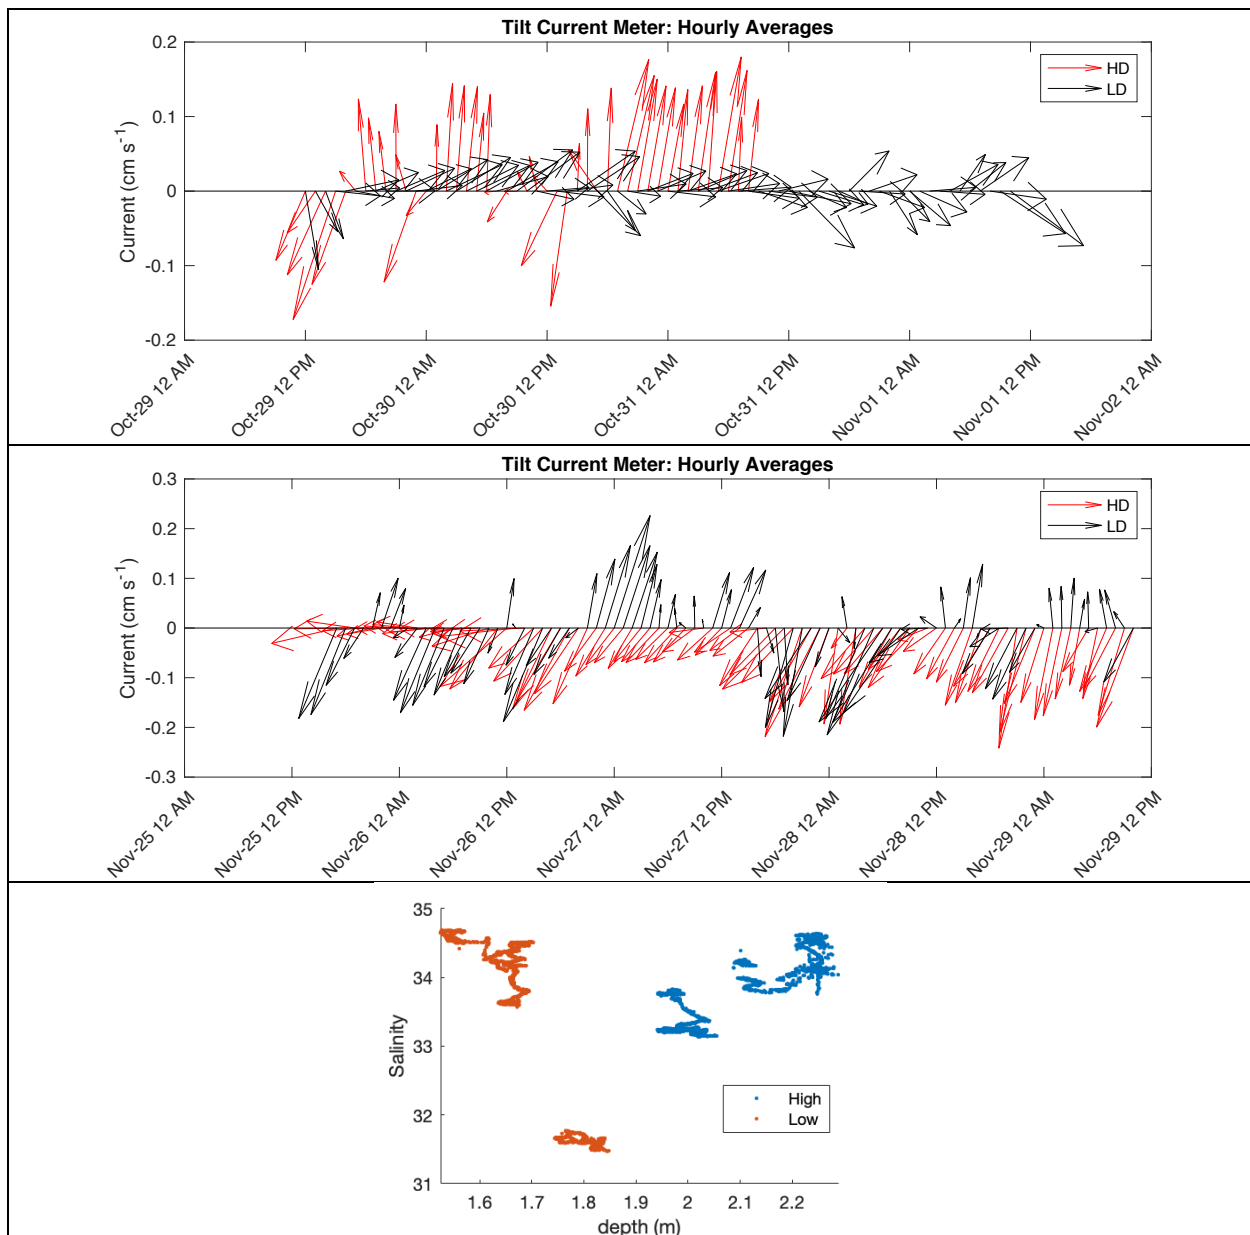 Tilt Current Meter: Hourly Averages
0.2
0.1
0
-0.1
-0.2
Current (cm s⁻¹)
HD
LD
Oct-29 12 AM
Oct-29 12 PM
Oct-30 12 AM
Oct-30 12 PM
Oct-31 12 AM
Oct-31 12 PM
Nov-01 12 AM
Nov-01 12 PM
Nov-02 12 AM
Tilt Current Meter: Hourly Averages
0.3
0.2
0.1
0
-0.1
-0.2
-0.3
Current (cm s⁻¹)
HD
LD
Nov-25 12 AM
Nov-25 12 PM
Nov-26 12 AM
Nov-26 12 PM
Nov-27 12 AM
Nov-27 12 PM
Nov-28 12 AM
Nov-28 12 PM
Nov-29 12 AM
Nov-29 12 PM
35
34
33
32
31
Salinity
High
Low
1.6
1.7
1.8
1.9
2
2.1
2.2
depth (m)